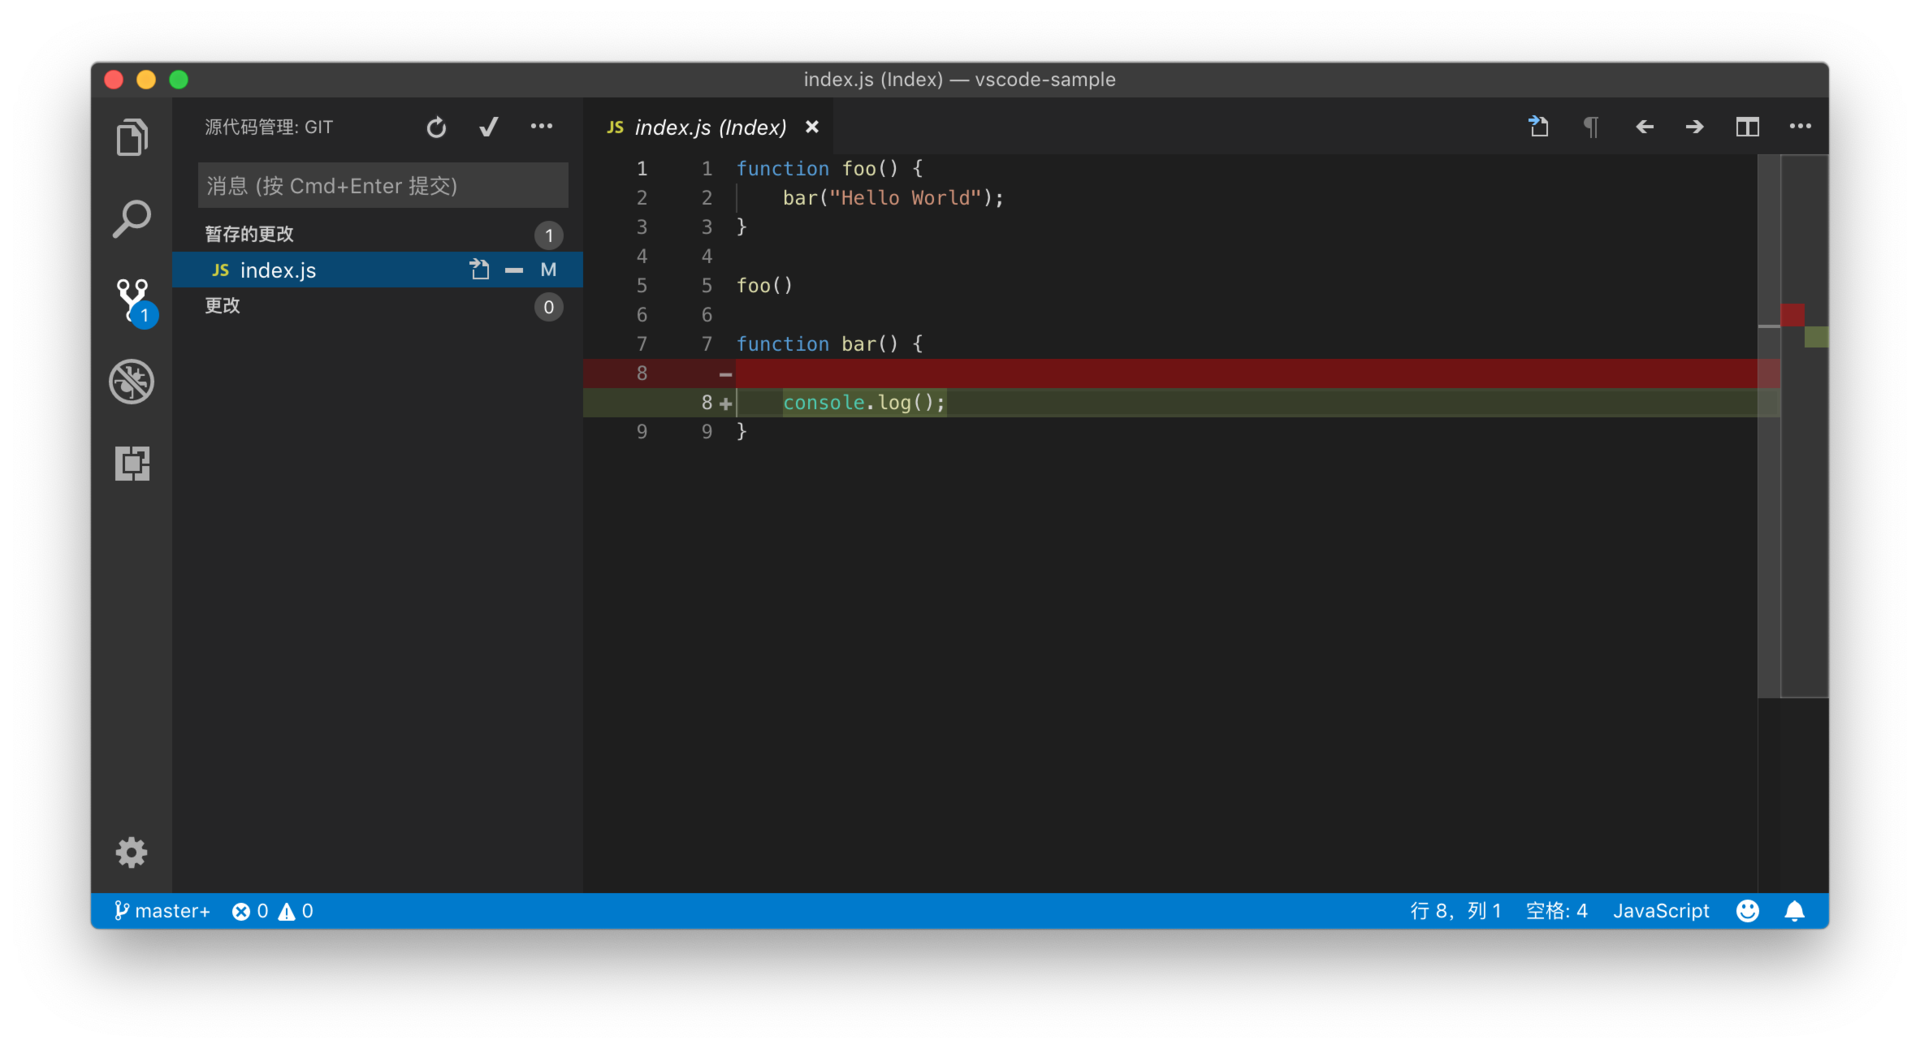 index.js (Index) — vscode-sample
源代码管理: GIT
消息 (按 Cmd+Enter 提交)
暂存的更改 1
JS index.js M
更改 0
1
JS index.js (Index)
1 1 function foo() {
2 2 bar("Hello World");
3 3 }
4 4
5 5 foo()
6 6
7 7 function bar() {
8 −
8 + console.log();
9 9 }
master+ 0 0 行 8，列 1 空格: 4 JavaScript